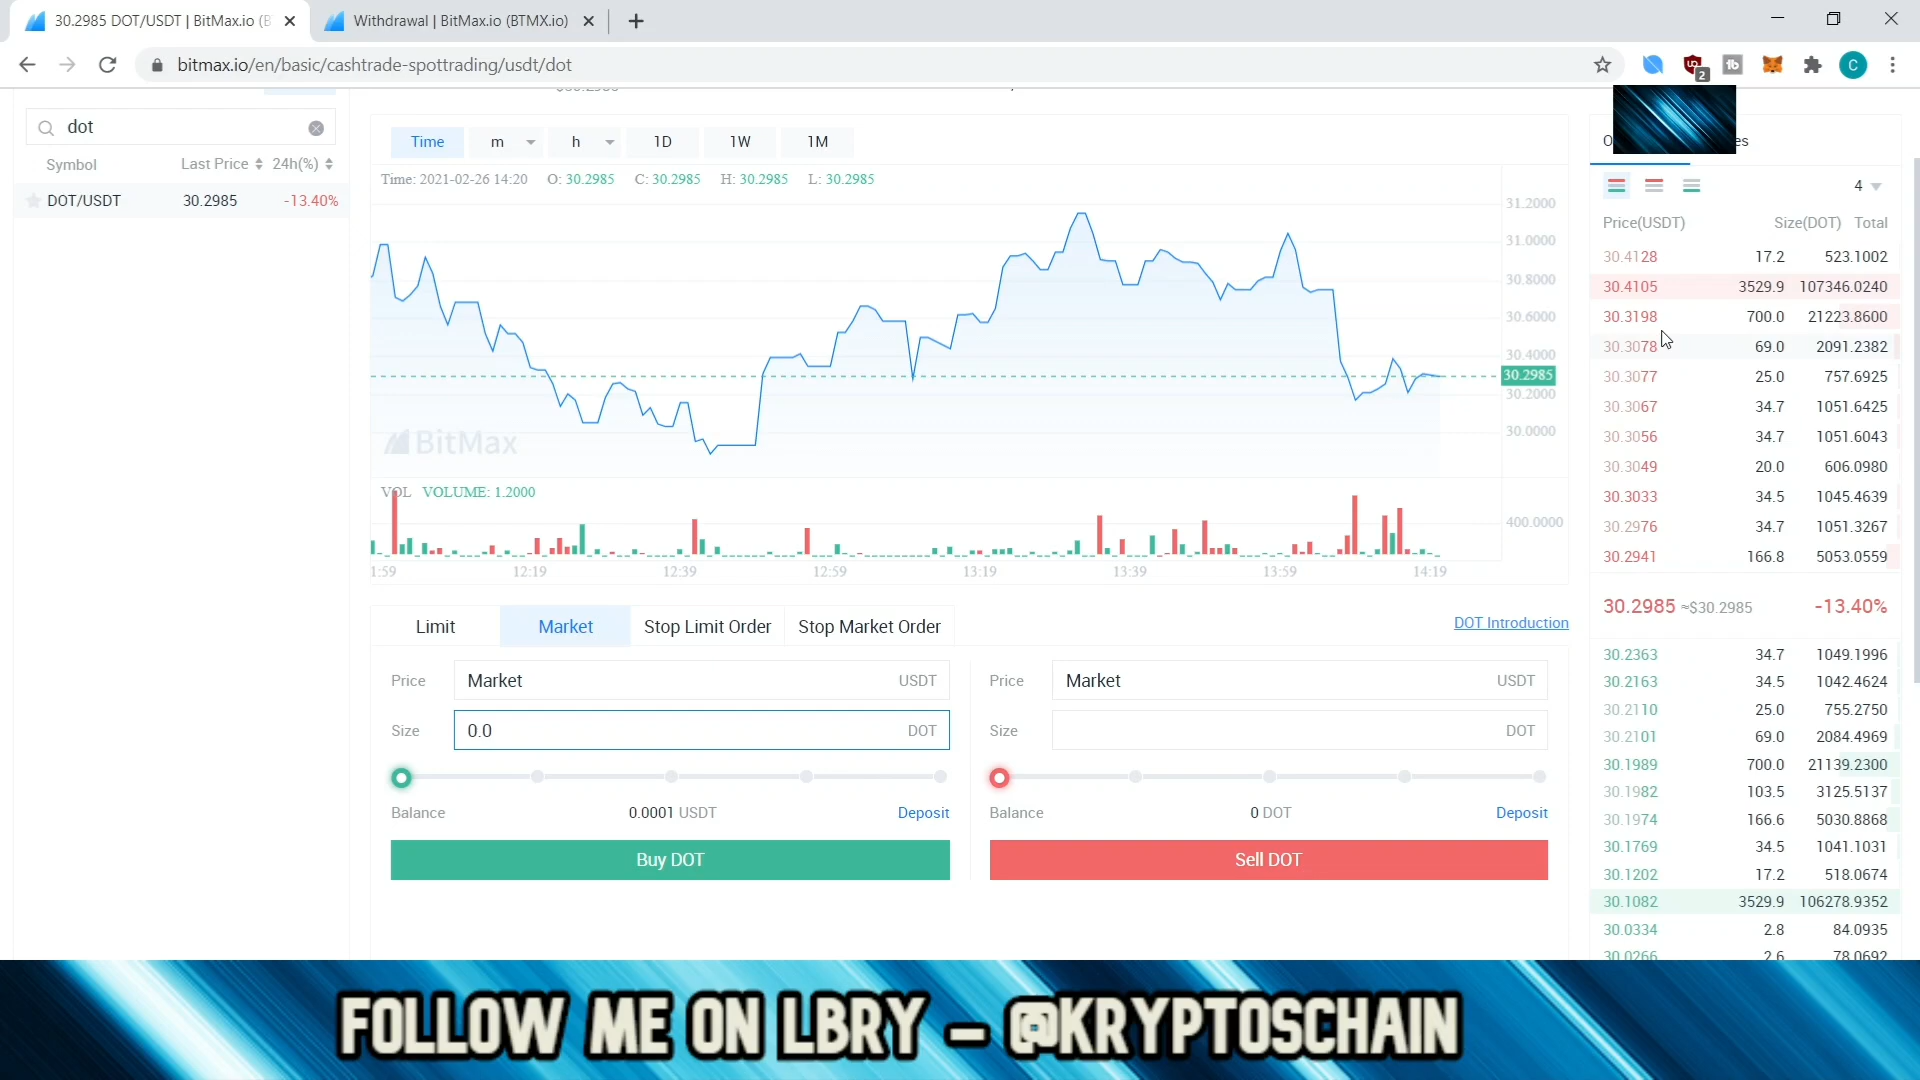 30.2985 DOT/USDT | BitMax.io (B
Withdrawal | BitMax.io (BTMX.io)
bitmax.io/en/basic/cashtrade-spottrading/usdt/dot
2
tb
C
dot
Symbol Last Price 24h(%)
DOT/USDT 30.2985 -13.40%
Time m h 1D 1W 1M
Time: 2021-02-26 14:20 O: 30.2985 C: 30.2985 H: 30.2985 L: 30.2985
31.2000
31.0000
30.8000
30.6000
30.4000
30.2985
30.2000
30.0000
BitMax
VOL VOLUME: 1.2000
400.0000
1:59 12:19 12:39 12:59 13:19 13:39 13:59 14:19
Limit Market Stop Limit Order Stop Market Order DOT Introduction
Price Market USDT
Size 0.0 DOT
Balance 0.0001 USDT Deposit
Buy DOT
Price Market USDT
Size DOT
Balance 0 DOT Deposit
Sell DOT
4
Price(USDT) Size(DOT) Total
30.4128 17.2 523.1002
30.4105 3529.9 107346.0240
30.3198 700.0 21223.8600
30.3078 69.0 2091.2382
30.3077 25.0 757.6925
30.3067 34.7 1051.6425
30.3056 34.7 1051.6043
30.3049 20.0 606.0980
30.3033 34.5 1045.4639
30.2976 34.7 1051.3267
30.2941 166.8 5053.0559
30.2985 ≈$30.2985 -13.40%
30.2363 34.7 1049.1996
30.2163 34.5 1042.4624
30.2110 25.0 755.2750
30.2101 69.0 2084.4969
30.1989 700.0 21139.2300
30.1982 103.5 3125.5137
30.1974 166.6 5030.8868
30.1769 34.5 1041.1031
30.1202 17.2 518.0674
30.1082 3529.9 106278.9352
30.0334 2.8 84.0935
30.0266 2.6 78.0692
FOLLOW ME ON LBRY - @KRYPTOSCHAIN